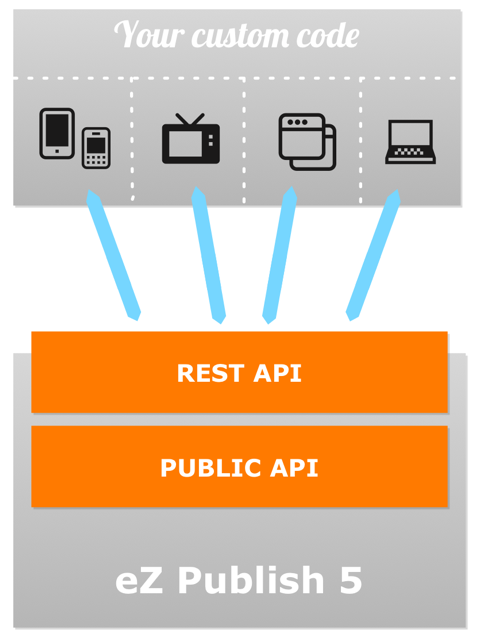 Your custom code
REST API
PUBLIC API
eZ Publish 5